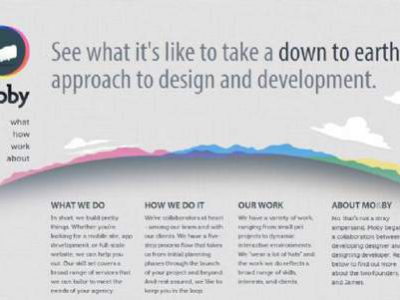 See what it's like to take a down to earth
approach to design and development.
oby
what
how
work
about
WHAT WE DO
In short, we build pretty
things. Whether you're
looking for a mobile site, app
development, or full-scale
website, we can help you
out. Our skill set covers a
broad range of services that
we can tailor to meet the
needs of your agency.
HOW WE DO IT
We're collaborators at heart
- among our team and with
our clients. We have a five-
step process flow that takes
us from initial planning
phases through the launch
of your project and beyond.
And rest assured, we like to
keep you in the loop
OUR WORK
We have a variety of work,
ranging from small pet
projects to dynamic
interactive environments.
We "wear a lot of hats" and
the work we do reflects a
broad range of skills,
interests, and clients.
ABOUT MO&BY
No, that's not a stray
ampersand, Moby began
a collaboration between
developing designer and
designing developer. Read
below to find out more
about the two founders,
and James.